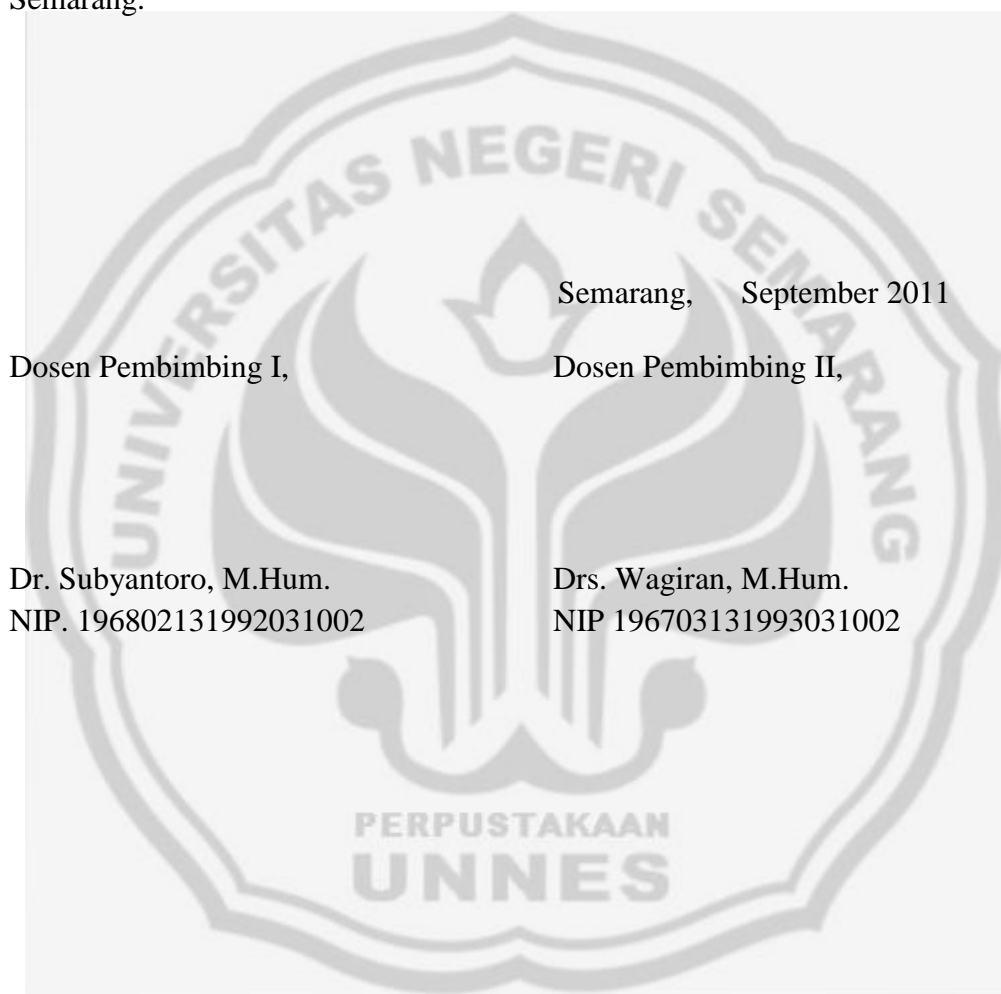 Semarang.
UNIVERSITAS NEGERI SEMARANG
Semarang, September 2011
Dosen Pembimbing I, Dosen Pembimbing II,
Dr. Subyantoro, M.Hum. Drs. Wagiran, M.Hum.
NIP. 196802131992031002 NIP 196703131993031002
PERPUSTAKAAN
UNNES